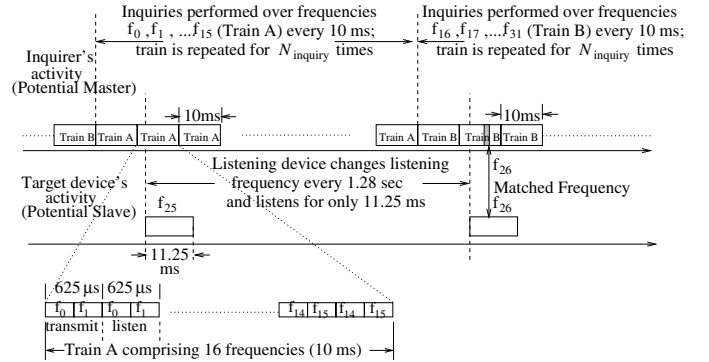 Inquiries performed over frequencies
f0 ,f1 , ...f15 (Train A) every 10 ms;
train is repeated for Ninquiry times
Inquiries performed over frequencies
f16 ,f17 ,...f31 (Train B) every 10 ms;
train is repeated for Ninquiry times
Inquirer's
activity
(Potential Master)
10ms
10ms
Train B Train A Train A Train A
Train A Train B Train B Train B
Listening device changes listening
frequency every 1.28 sec
and listens for only 11.25 ms
f26
Matched Frequency
f26
Target device's
activity
(Potential Slave)
f25
11.25
ms
625 μs 625 μs
f0 f1 f0 f1
f14 f15 f14 f15
transmit listen
Train A comprising 16 frequencies (10 ms)